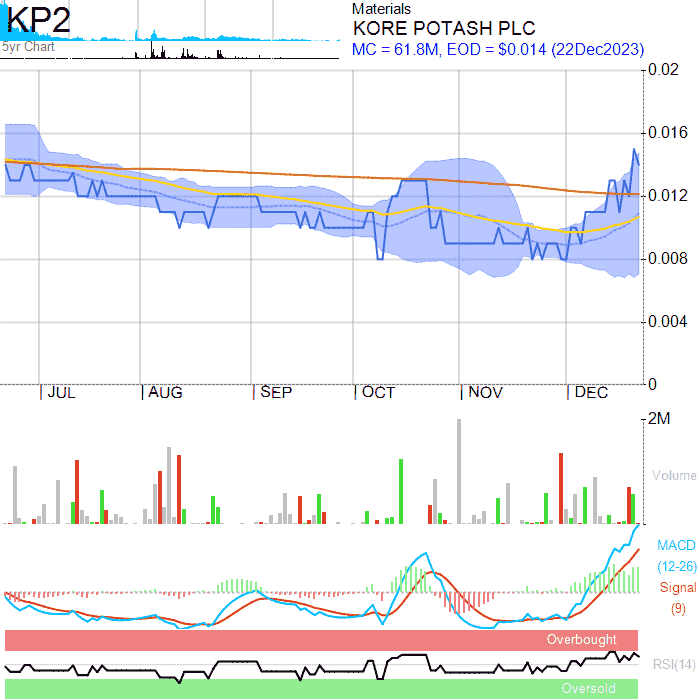 KP2
5yr Chart
Materials
KORE POTASH PLC
MC = 61.8M, EOD = $0.014 (22Dec2023)
0.02
0.016
0.012
0.008
0.004
0
JUL AUG SEP OCT NOV DEC
2M
Volume
MACD
(12-26)
Signal
(9)
Overbought
RSI(14)
Oversold